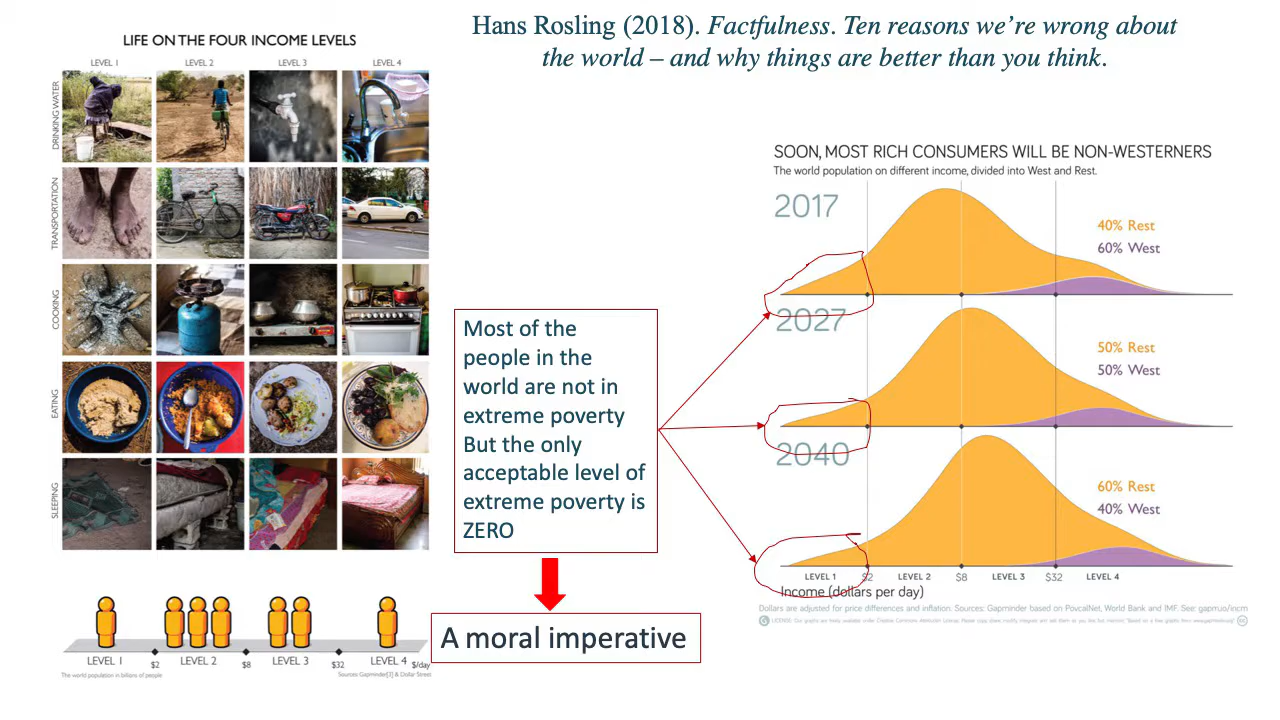 Hans Rosling (2018). Factfulness. Ten reasons we're wrong about
the world – and why things are better than you think.
LIFE ON THE FOUR INCOME LEVELS
LEVEL 1
LEVEL 2
LEVEL 3
LEVEL 4
DRINKING WATER
TRANSPORTATION
COOKING
EATING
SLEEPING
LEVEL 1
$2
LEVEL 2
$8
LEVEL 3
$32
LEVEL 4
$/day
The world population in billions of people
Sources: Gapminder[3] & Dollar Street
Most of the
people in the
world are not in
extreme poverty
But the only
acceptable level of
extreme poverty is
ZERO
A moral imperative
SOON, MOST RICH CONSUMERS WILL BE NON-WESTERNERS
The world population on different income, divided into West and Rest.
2017
40% Rest
60% West
2027
50% Rest
50% West
2040
60% Rest
40% West
LEVEL 1
$2
LEVEL 2
$8
LEVEL 3
$32
LEVEL 4
Income (dollars per day)
Dollars are adjusted for price differences and inflation. Sources: Gapminder based on PovcalNet, World Bank and IMF. See: gapm.io/incm